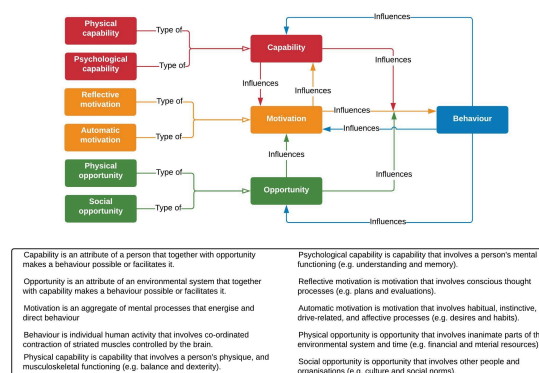 Physical
capability
Type of
Psychological
capability
Type of
Reflective
motivation
Type of
Automatic
motivation
Type of
Physical
opportunity
Type of
Social
opportunity
Type of
Influences
Capability
Influences
Influences
Influences
Motivation
Influences
Influences
Behaviour
Influences
Opportunity
Influences
Influences
Capability is an attribute of a person that together with opportunity
makes a behaviour possible or facilitates it.
Opportunity is an attribute of an environmental system that together
with capability makes a behaviour possible or facilitates it.
Motivation is an aggregate of mental processes that energise and
direct behaviour
Behaviour is individual human activity that involves co-ordinated
contraction of striated muscles controlled by the brain.
Physical capability is capability that involves a person's physique, and
musculoskeletal functioning (e.g. balance and dexterity).
Psychological capability is capability that involves a person's mental
functioning (e.g. understanding and memory).
Reflective motivation is motivation that involves conscious thought
processes (e.g. plans and evaluations).
Automatic motivation is motivation that involves habitual, instinctive,
drive-related, and affective processes (e.g. desires and habits).
Physical opportunity is opportunity that involves inanimate parts of th
environmental system and time (e.g. financial and mterial resources)
Social opportunity is opportunity that involves other people and
organisations (e.g. culture and social norms).